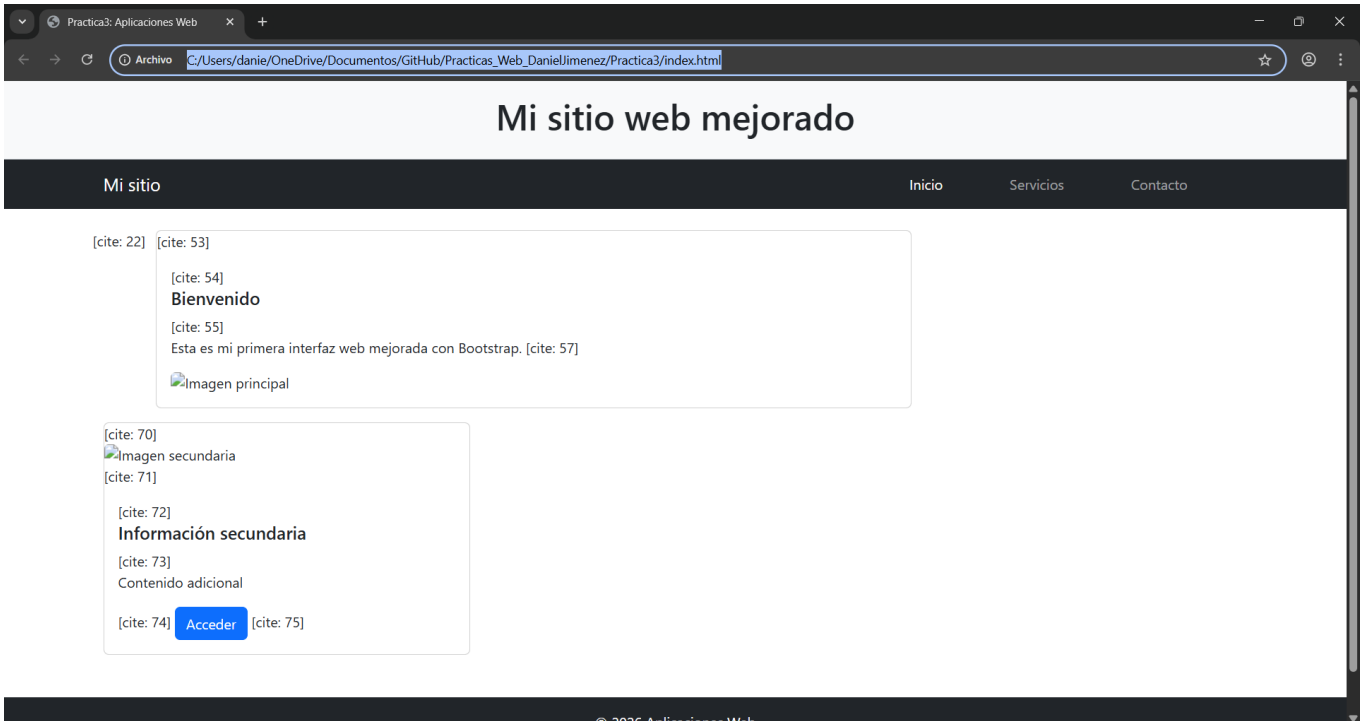 Practica3: Aplicaciones Web
Archivo C:/Users/danie/OneDrive/Documentos/GitHub/Practicas_Web_DanielJimenez/Practica3/index.html
Mi sitio web mejorado
Mi sitio Inicio Servicios Contacto
[cite: 22] [cite: 53]
[cite: 54]
Bienvenido
[cite: 55]
Esta es mi primera interfaz web mejorada con Bootstrap. [cite: 57]
Imagen principal
[cite: 70]
Imagen secundaria
[cite: 71]
[cite: 72]
Información secundaria
[cite: 73]
Contenido adicional
[cite: 74] Acceder [cite: 75]
© 2026 Aplicaciones Web